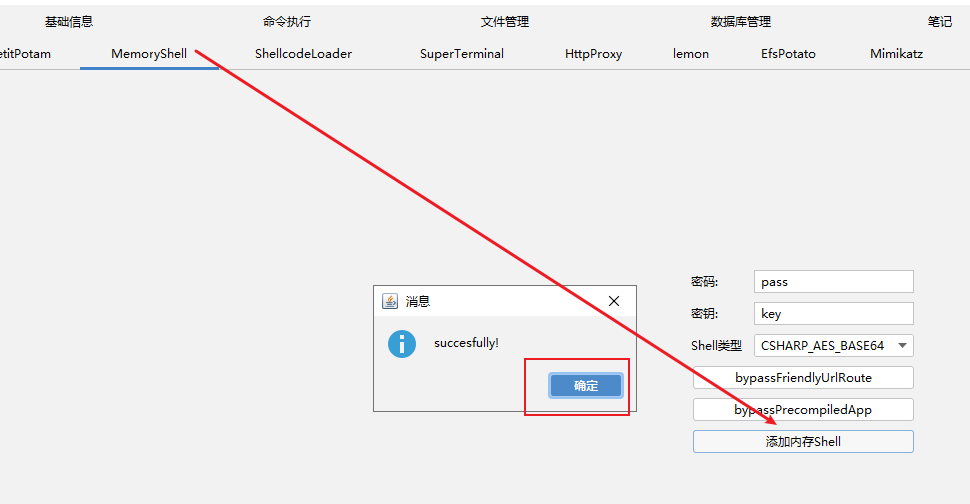 基础信息 命令执行 文件管理 数据库管理 笔记
etitPotam MemoryShell ShellcodeLoader SuperTerminal HttpProxy lemon EfsPotato Mimikatz
密码: pass
消息
密钥: key
succesfully!
Shell类型 CSHARP_AES_BASE64
bypassFriendlyUrlRoute
确定
bypassPrecompiledApp
添加内存Shell